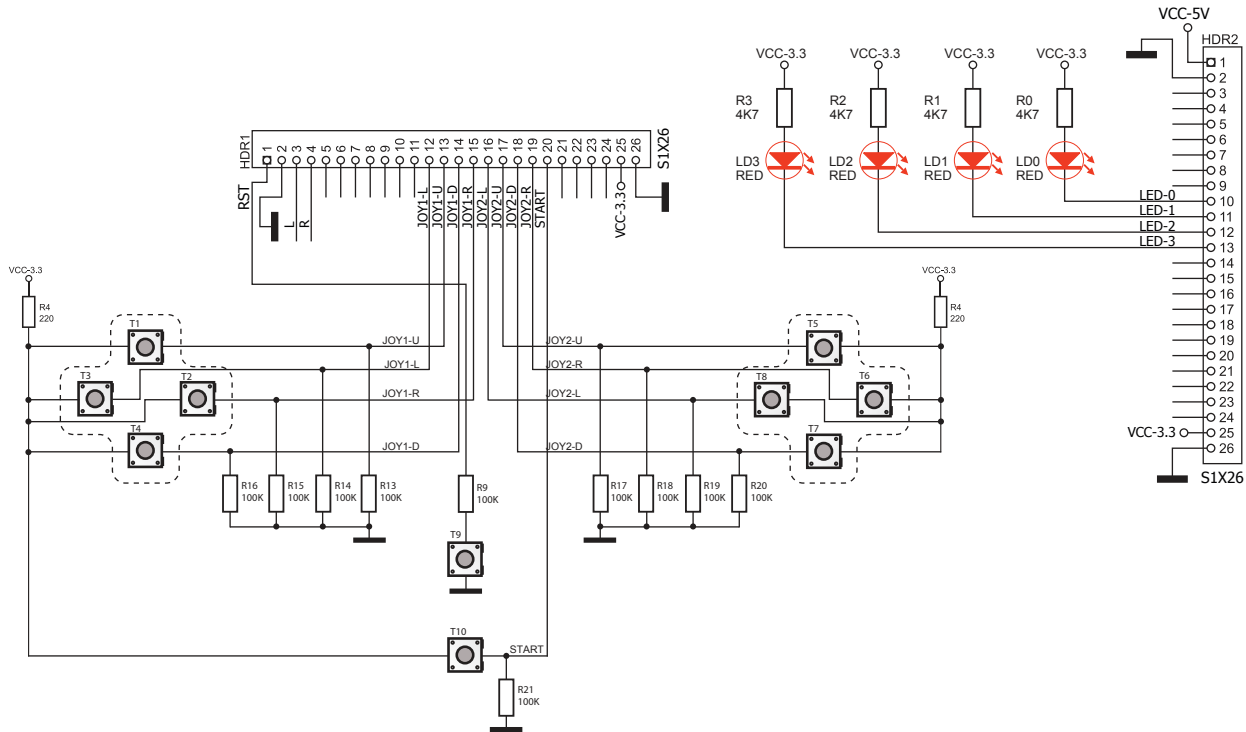 VCC-5V
HDR2
VCC-3.3
VCC-3.3
VCC-3.3
VCC-3.3
R3
4K7
R2
4K7
R1
4K7
R0
4K7
LD3
RED
LD2
RED
LD1
RED
LD0
RED
LED-0
LED-1
LED-2
LED-3
1
2
3
4
5
6
7
8
9
10
11
12
13
14
15
16
17
18
19
20
21
22
23
24
25
26
VCC-3.3
S1X26
HDR1
1
2
3
4
5
6
7
8
9
10
11
12
13
14
15
16
17
18
19
20
21
22
23
24
25
26
S1X26
RST
L
R
JOY1-L
JOY1-U
JOY1-D
JOY1-R
JOY2-L
JOY2-U
JOY2-D
JOY2-R
START
VCC-3.3
VCC-3.3
R4
220
T1
T3
T2
T4
JOY1-U
JOY1-L
JOY1-R
JOY1-D
R16
100K
R15
100K
R14
100K
R13
100K
R9
100K
T9
JOY2-U
JOY2-R
JOY2-L
JOY2-D
R17
100K
R18
100K
R19
100K
R20
100K
VCC-3.3
R4
220
T5
T8
T6
T7
T10
START
R21
100K